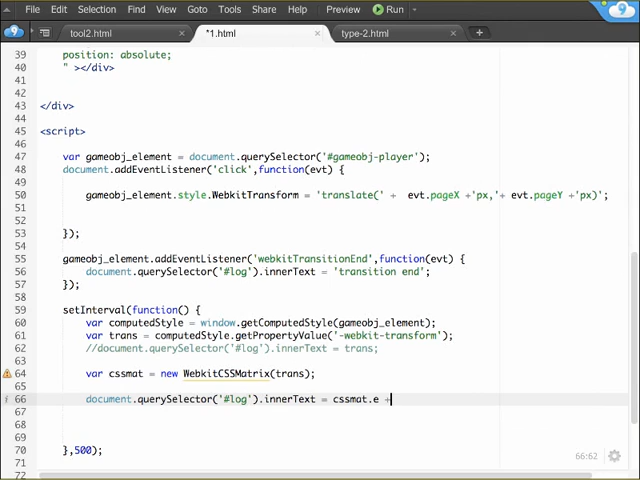 File Edit Selection Find View Goto Tools Share Help Preview Run
tool2.html × *1.html × type-2.html × +
39 position: absolute;
40 " ></div>
41
42
43 </div>
44
45 <script>
46
47 var gameobj_element = document.querySelector('#gameobj-player');
48 document.addEventListener('click',function(evt) {
49
50 gameobj_element.style.WebkitTransform = 'translate(' + evt.pageX +'px,'+ evt.pageY +'px)';
51
52
53 });
54
55 gameobj_element.addEventListener('webkitTransitionEnd',function(evt) {
56 document.querySelector('#log').innerText = 'transition end';
57 });
58
59 setInterval(function() {
60 var computedStyle = window.getComputedStyle(gameobj_element);
61 var trans = computedStyle.getPropertyValue('-webkit-transform');
62 //document.querySelector('#log').innerText = trans;
63
64 var cssmat = new WebkitCSSMatrix(trans);
65
66 document.querySelector('#log').innerText = cssmat.e +
67
68
69
70 },500);
71
72
66:62